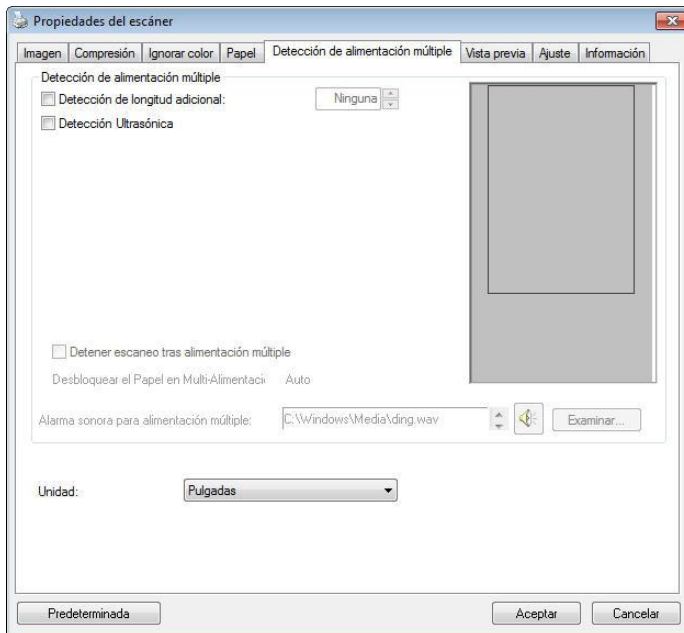 Propiedades del escáner
Imagen Compresión Ignorar color Papel Detección de alimentación múltiple Vista previa Ajuste Información
Detección de alimentación múltiple
Detección de longitud adicional: Ninguna
Detección Ultrasónica
Detener escaneo tras alimentación múltiple
Desbloquear el Papel en Multi-Alimentaci Auto
Alarma sonora para alimentación múltiple: C:\Windows\Media\ding.wav Examinar...
Unidad: Pulgadas
Predeterminada Aceptar Cancelar